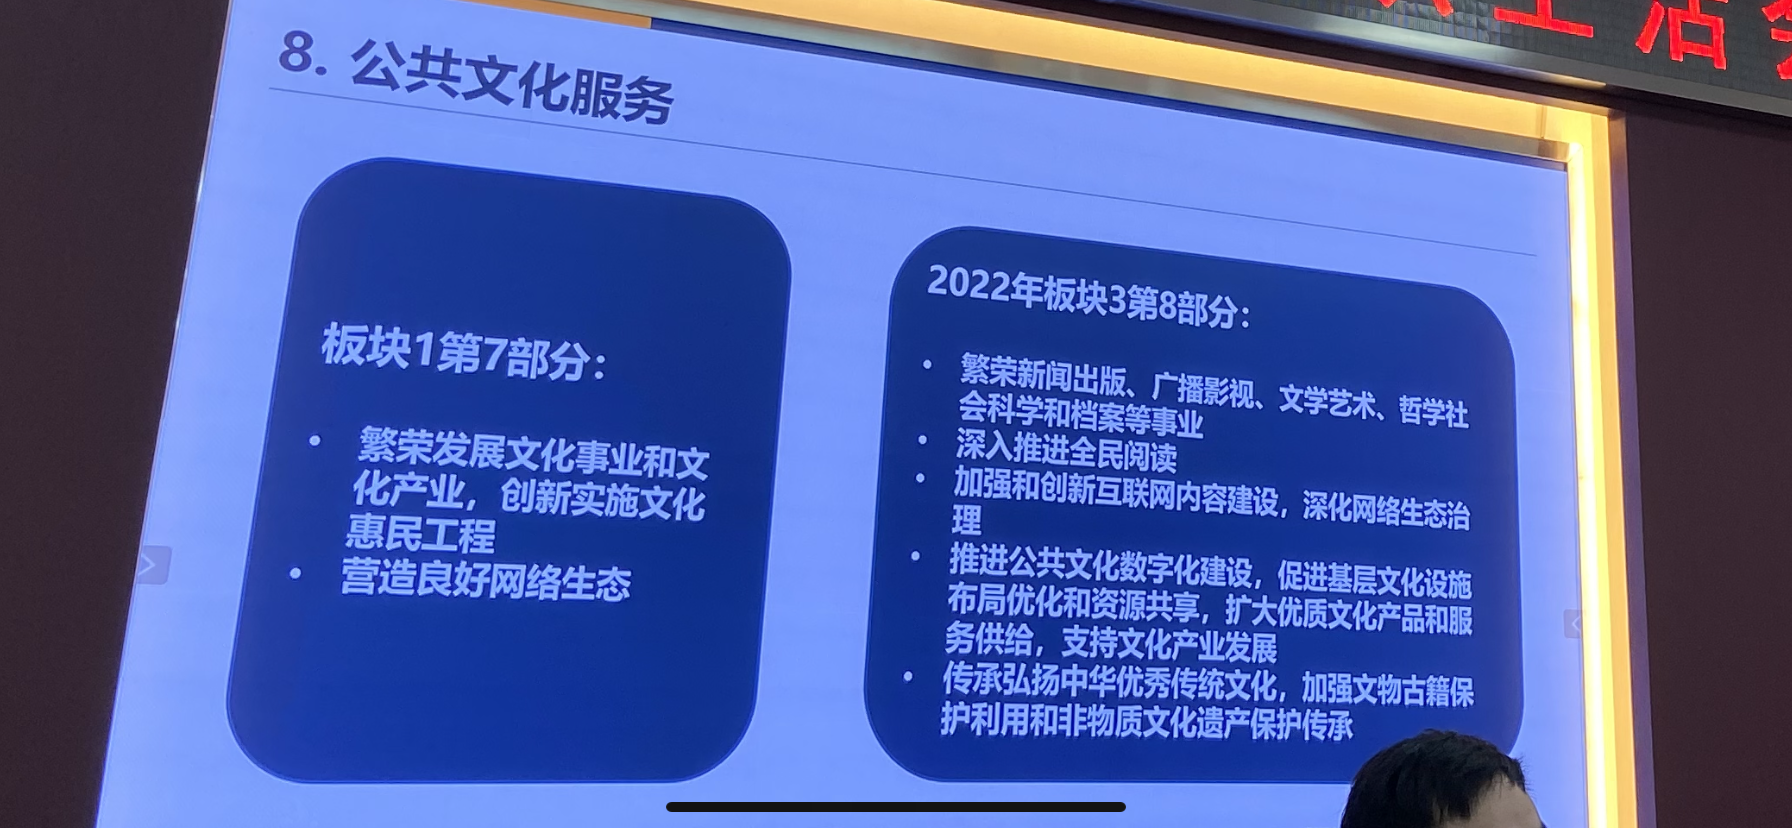 生活
8. 公共文化服务
板块1第7部分：
• 繁荣发展文化事业和文
化产业，创新实施文化
惠民工程
• 营造良好网络生态
2022年板块3第8部分：
• 繁荣新闻出版、广播影视、文学艺术、哲学社
会科学和档案等事业
• 深入推进全民阅读
• 加强和创新互联网内容建设，深化网络生态治
理
• 推进公共文化数字化建设，促进基层文化设施
布局优化和资源共享，扩大优质文化产品和服
务供给，支持文化产业发展
• 传承弘扬中华优秀传统文化，加强文物古籍保
护利用和非物质文化遗产保护传承